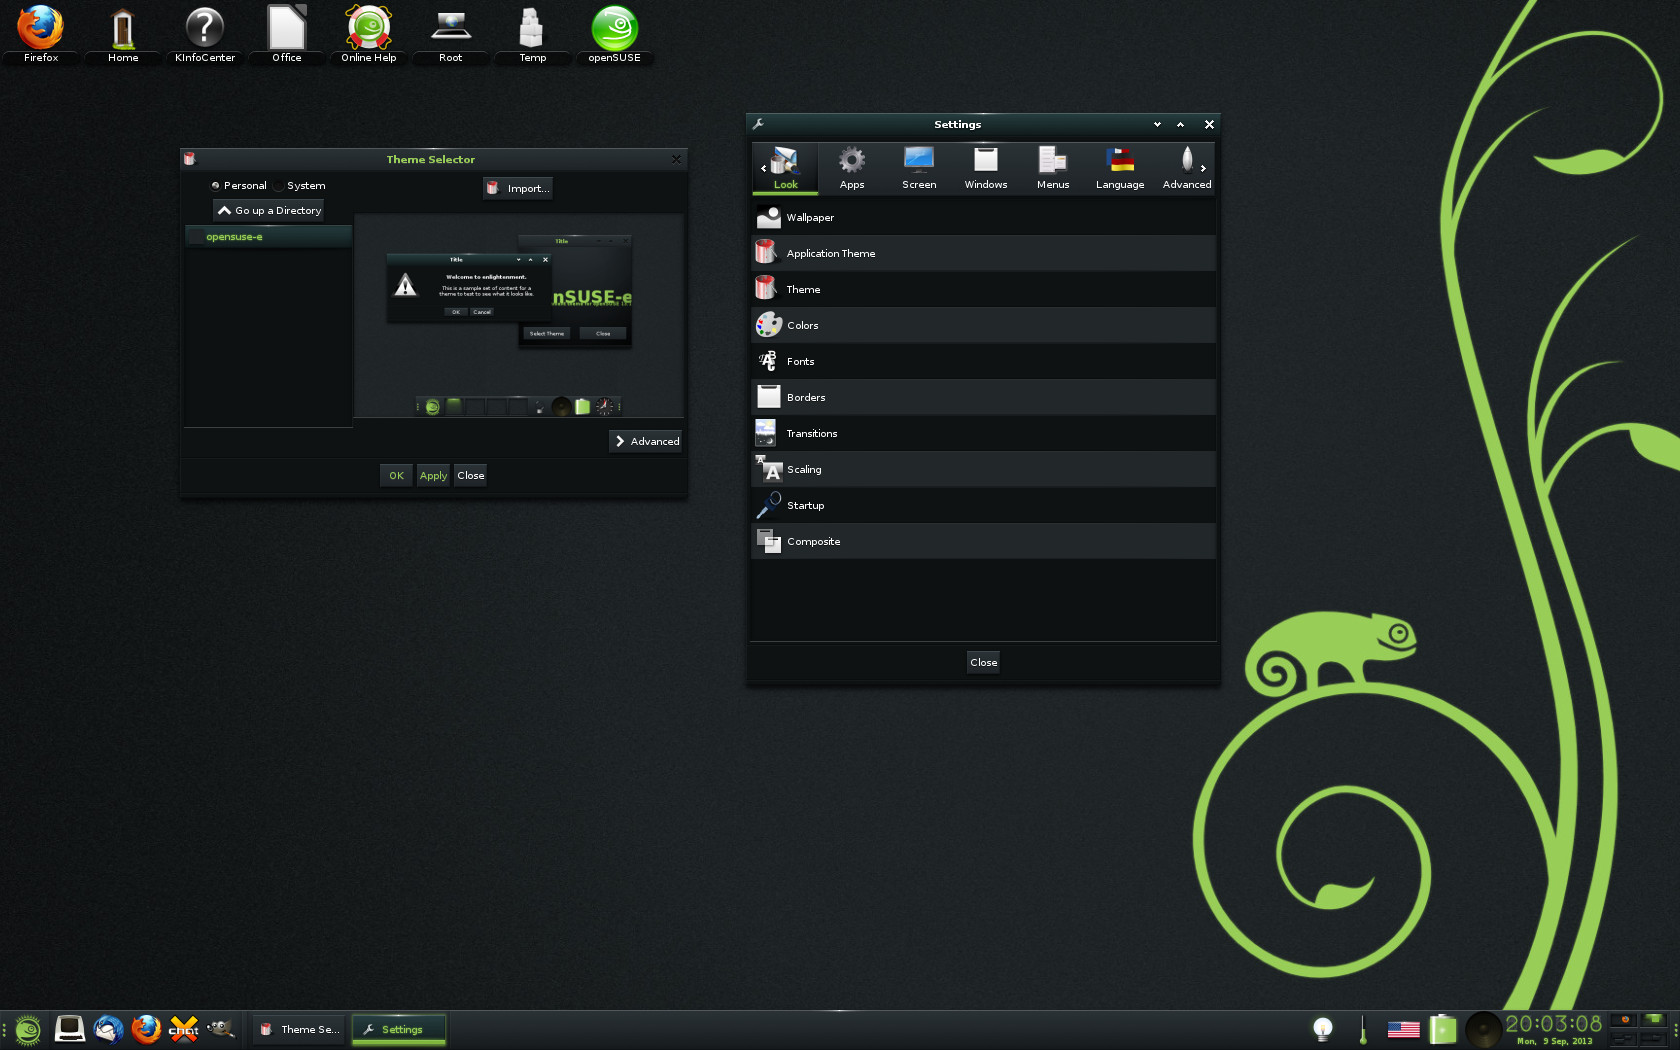 Firefox
Home
KInfoCenter
Office
Online Help
Root
Temp
openSUSE
Theme Selector
Personal
System
Import...
Go up a Directory
opensuse-e
Title
Title
Welcome to enlightenment.
This is a sample set of content for a
theme to test to see what it looks like.
OK
Cancel
nSUSE-e
Select Theme
Close
Advanced
OK
Apply
Close
Settings
Look
Apps
Screen
Windows
Menus
Language
Advanced
Wallpaper
Application Theme
Theme
Colors
Fonts
Borders
Transitions
Scaling
Startup
Composite
Close
chat
Theme Se...
Settings
20:03:08
Mon, 9 Sep, 2013